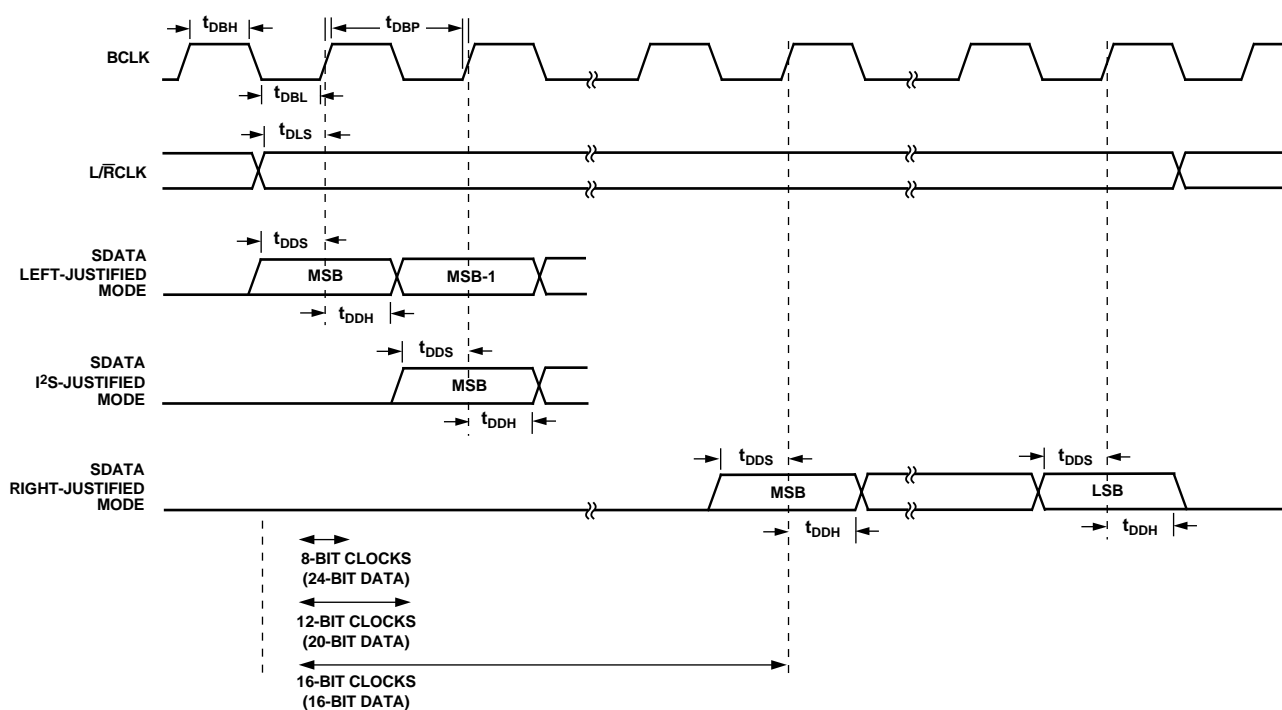 tDBH
tDBP
BCLK
tDBL
tDLS
L/R̅CLK
tDDS
SDATA
LEFT-JUSTIFIED
MODE
MSB
MSB-1
tDDH
SDATA
I²S-JUSTIFIED
MODE
tDDS
MSB
tDDH
SDATA
RIGHT-JUSTIFIED
MODE
tDDS
MSB
tDDH
tDDS
LSB
tDDH
8-BIT CLOCKS
(24-BIT DATA)
12-BIT CLOCKS
(20-BIT DATA)
16-BIT CLOCKS
(16-BIT DATA)